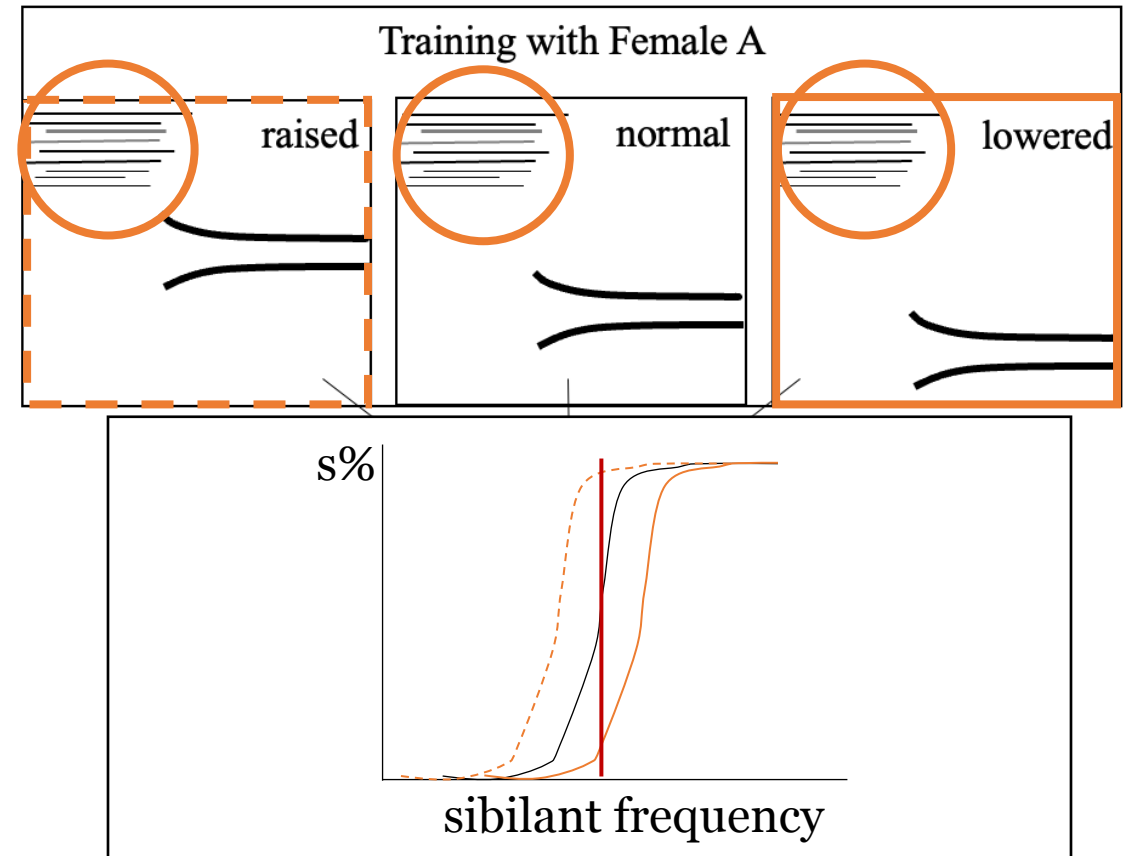 Training with Female A
raised
normal
lowered
s%
sibilant frequency